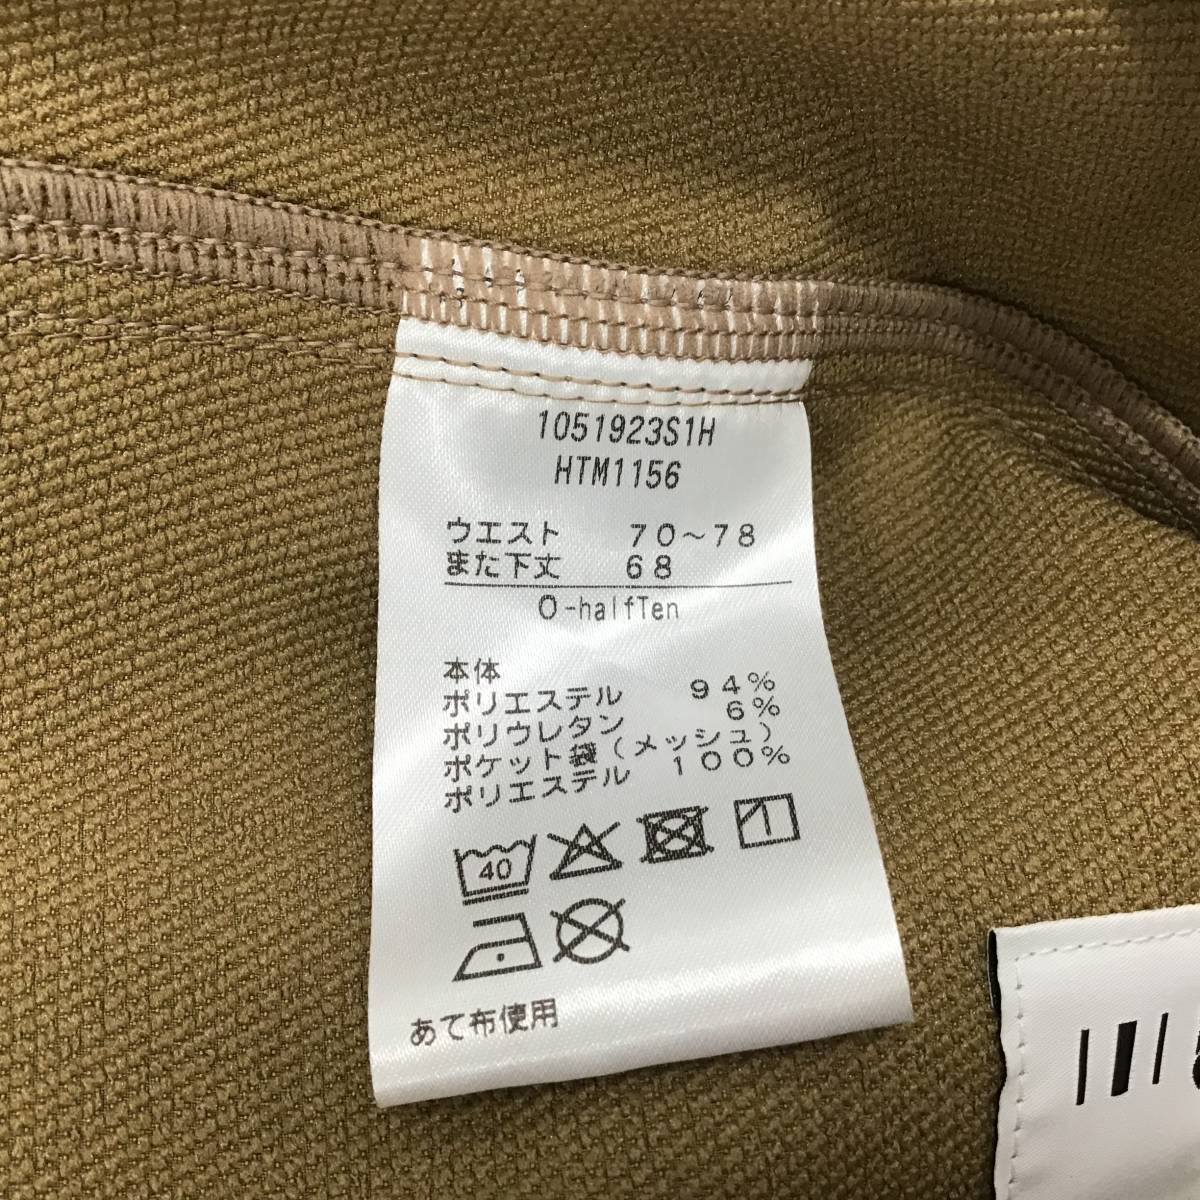 1051923S1H
HTM1156
ウエスト 70～78
また下丈 68
O-halfTen
本体
ポリエステル 94%
ポリウレタン 6%
ポケット袋(メッシュ)
ポリエステル 100%
40
あて布使用